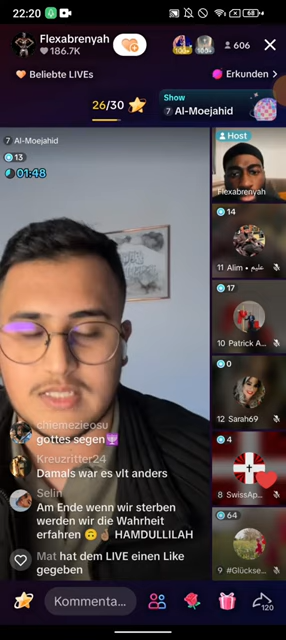 22:20
68
Flexabrenyah
186.7K
606
Beliebte LIVEs
Erkunden
26/30
Show
7 Al-Moejahid
7 Al-Moejahid
13
01:48
Host
Flexabrenyah
14
11 Alim • عليم
17
10 Patrick A...
0
12 Sarah69
4
8 SwissAp...
64
9 #Glückse...
chiemezieosu
gottes segen🕎
Kreuzritter24
Damals war es vlt anders
Selin
Am Ende wenn wir sterben
werden wir die Wahrheit
erfahren 🙃☝🏽 HAMDULLILAH
Mat hat dem LIVE einen Like
gegeben
Kommenta...
120